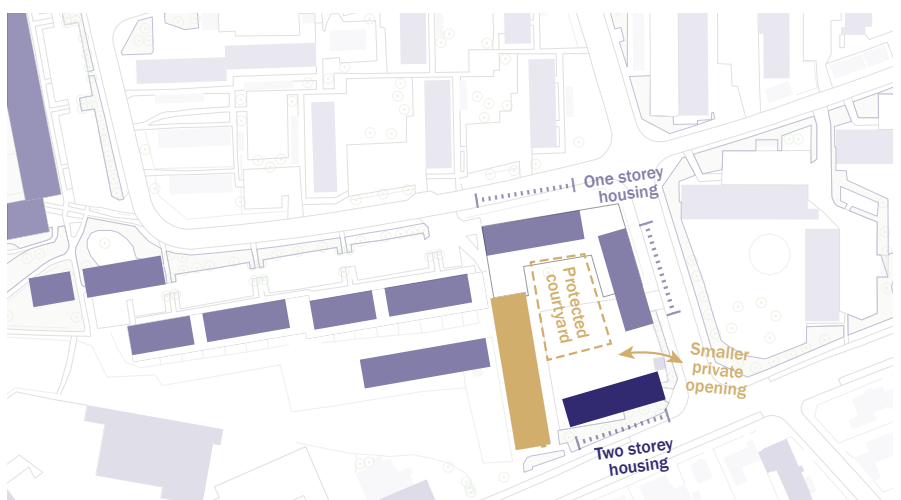 One storey
housing
Protected
courtyard
Smaller
private
opening
Two storey
housing